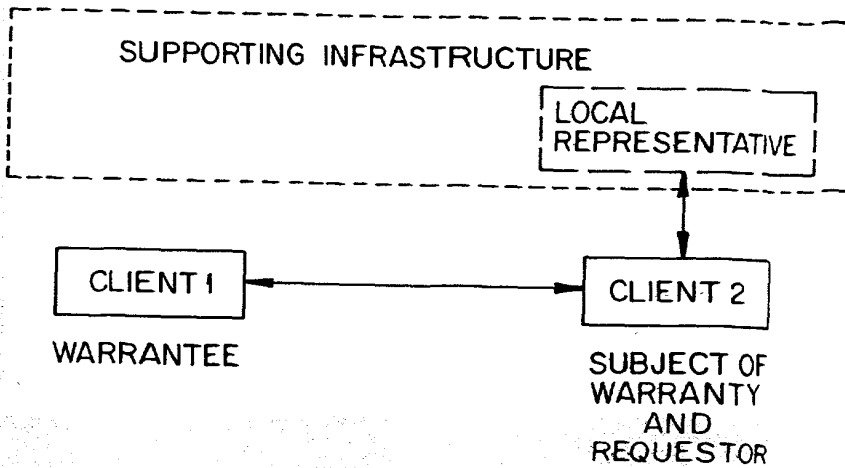 SUPPORTING INFRASTRUCTURE
LOCAL
REPRESENTATIVE
CLIENT 1
CLIENT 2
WARRANTEE
SUBJECT OF
WARRANTY
AND
REQUESTOR